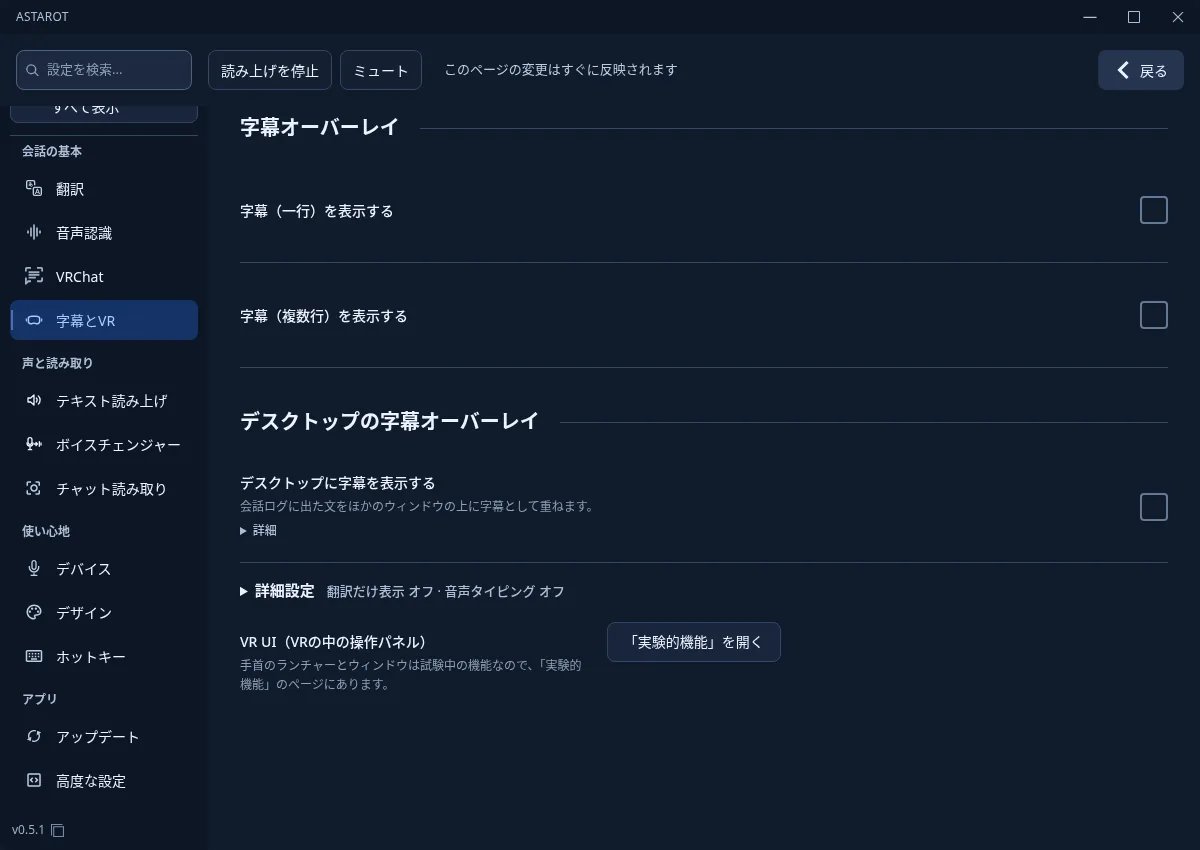 ASTAROT
設定を検索...
読み上げを停止
ミュート
このページの変更はすぐに反映されます
戻る
すべて表示
会話の基本
翻訳
音声認識
VRChat
字幕とVR
声と読み取り
テキスト読み上げ
ボイスチェンジャー
チャット読み取り
使い心地
デバイス
デザイン
ホットキー
アプリ
アップデート
高度な設定
v0.5.1
字幕オーバーレイ
字幕（一行）を表示する
字幕（複数行）を表示する
デスクトップの字幕オーバーレイ
デスクトップに字幕を表示する
会話ログに出た文をほかのウィンドウの上に字幕として重ねます。
詳細
詳細設定 翻訳だけ表示 オフ · 音声タイピング オフ
VR UI（VRの中の操作パネル）
手首のランチャーとウィンドウは試験中の機能なので、「実験的
機能」のページにあります。
「実験的機能」を開く